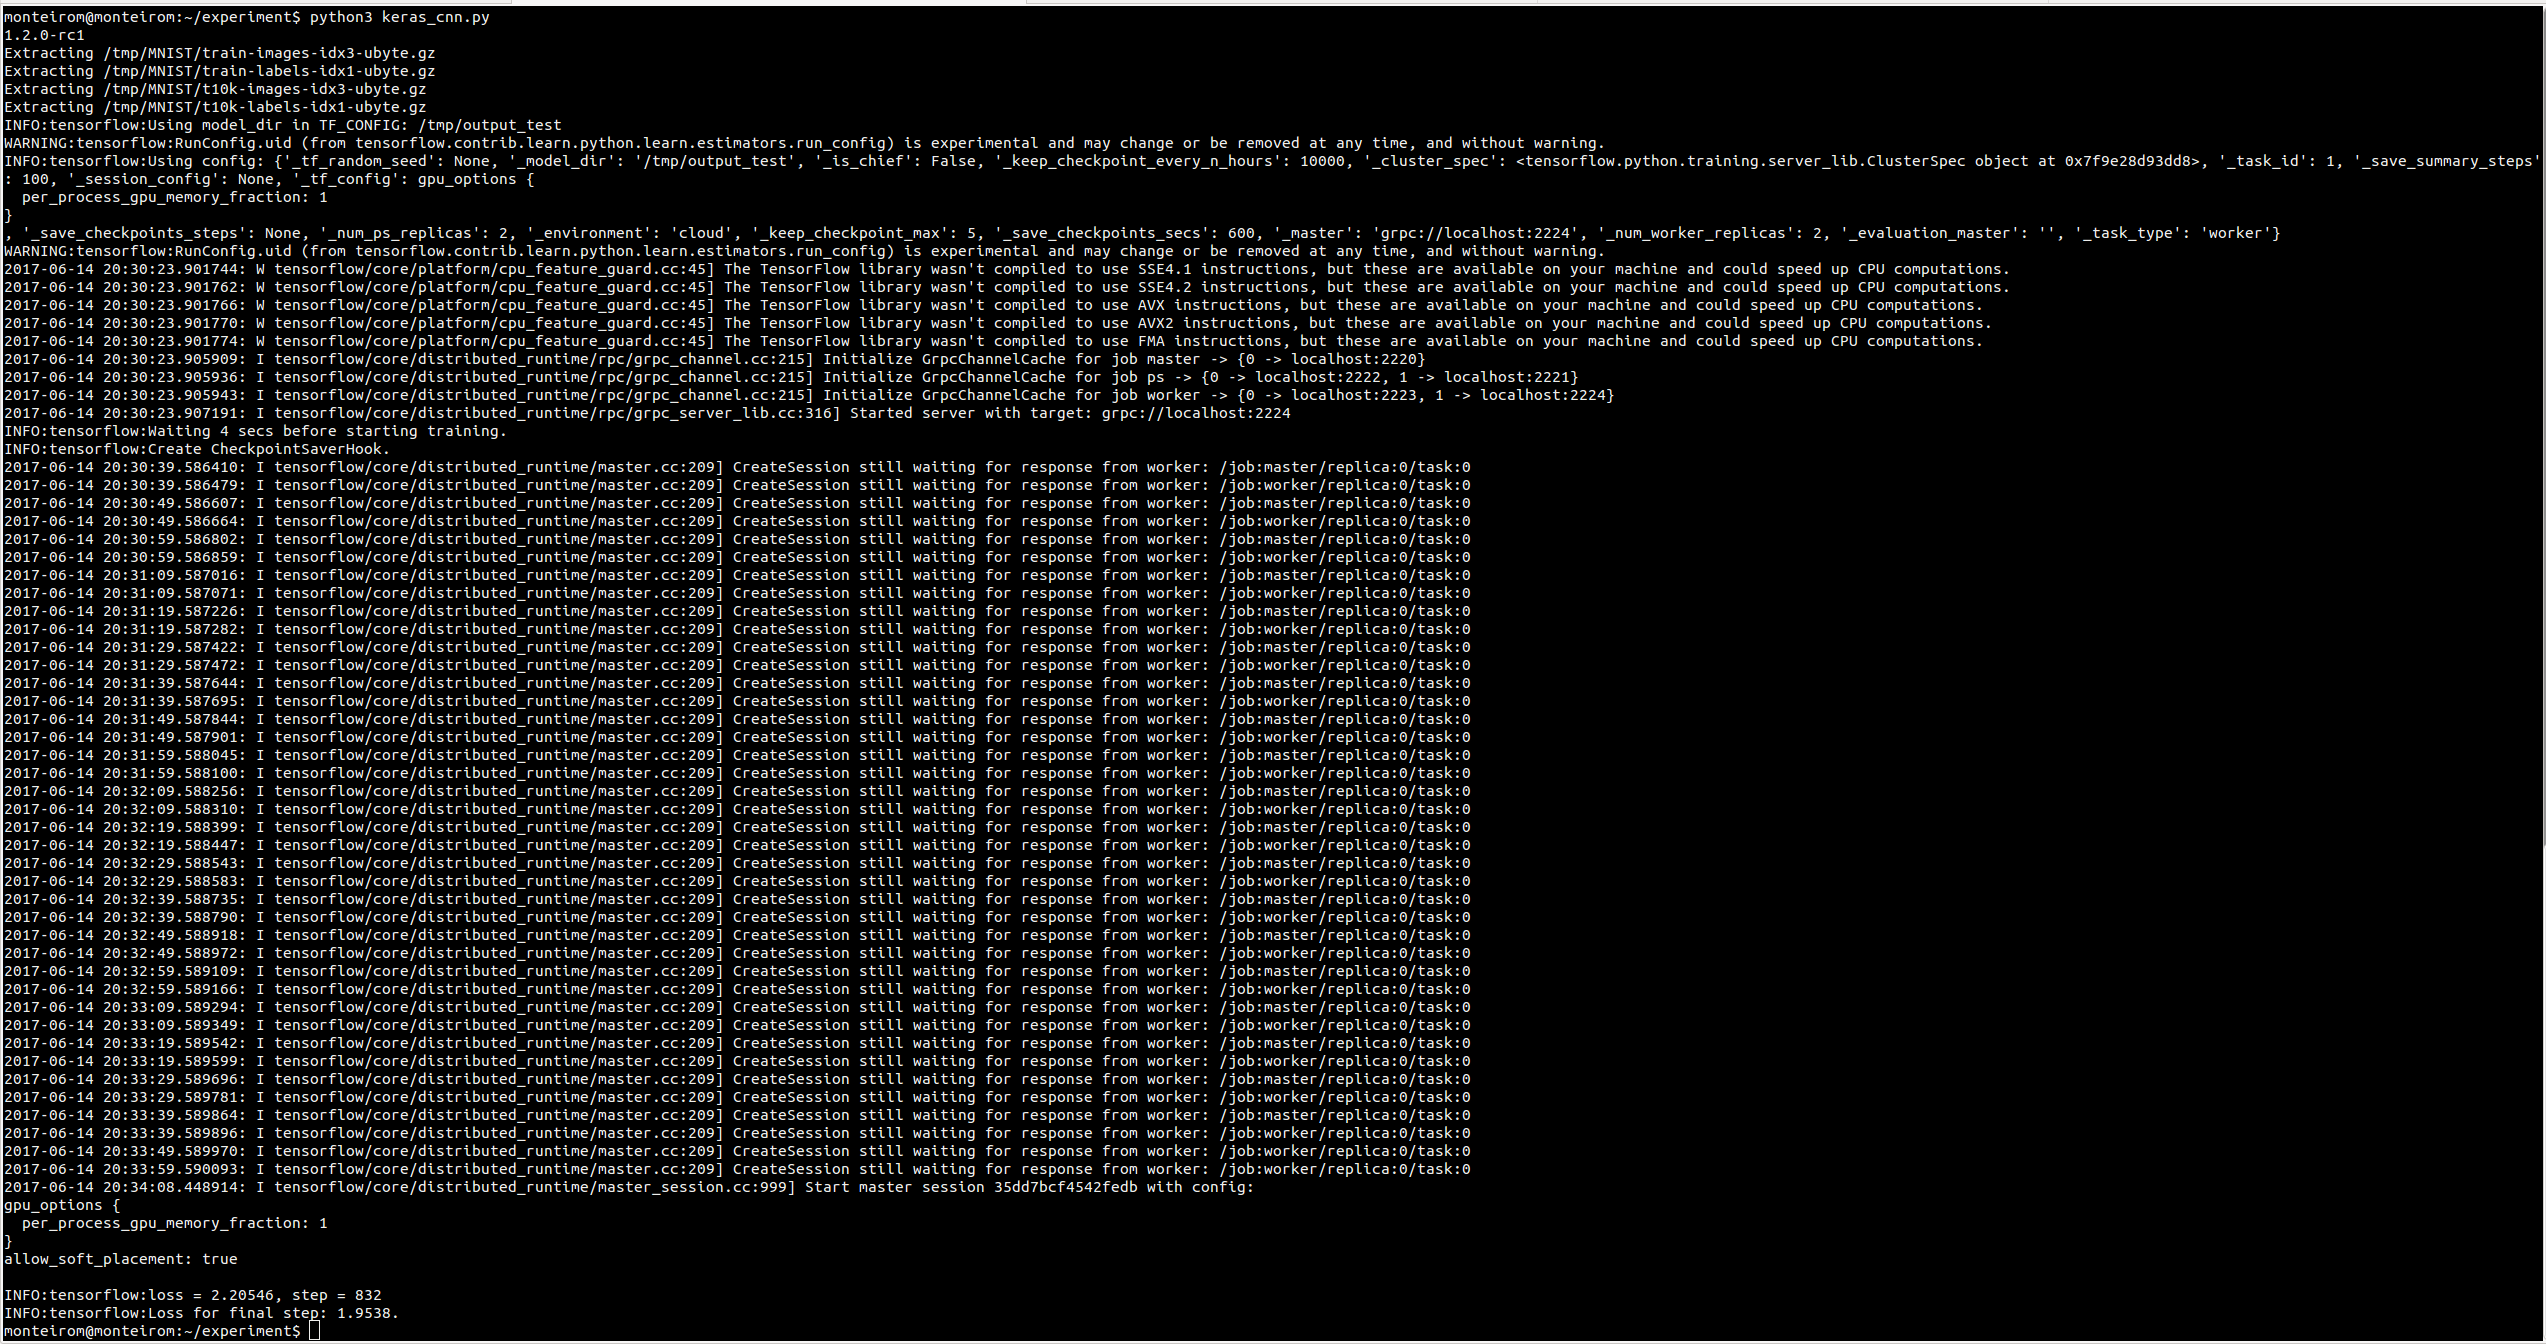 monteirom@monteirom:~/experiment$ python3 keras_cnn.py
1.2.0-rc1
Extracting /tmp/MNIST/train-images-idx3-ubyte.gz
Extracting /tmp/MNIST/train-labels-idx1-ubyte.gz
Extracting /tmp/MNIST/t10k-images-idx3-ubyte.gz
Extracting /tmp/MNIST/t10k-labels-idx1-ubyte.gz
INFO:tensorflow:Using model_dir in TF_CONFIG: /tmp/output_test
WARNING:tensorflow:RunConfig.uid (from tensorflow.contrib.learn.python.learn.estimators.run_config) is experimental and may change or be removed at any time, and without warning.
INFO:tensorflow:Using config: {'_tf_random_seed': None, '_model_dir': '/tmp/output_test', '_is_chief': False, '_keep_checkpoint_every_n_hours': 10000, '_cluster_spec': <tensorflow.python.training.server_lib.ClusterSpec object at 0x7f9e28d93dd8>, '_task_id': 1, '_save_summary_steps'
: 100, '_session_config': None, '_tf_config': gpu_options {
  per_process_gpu_memory_fraction: 1
}
, '_save_checkpoints_steps': None, '_num_ps_replicas': 2, '_environment': 'cloud', '_keep_checkpoint_max': 5, '_save_checkpoints_secs': 600, '_master': 'grpc://localhost:2224', '_num_worker_replicas': 2, '_evaluation_master': '', '_task_type': 'worker'}
WARNING:tensorflow:RunConfig.uid (from tensorflow.contrib.learn.python.learn.estimators.run_config) is experimental and may change or be removed at any time, and without warning.
2017-06-14 20:30:23.901744: W tensorflow/core/platform/cpu_feature_guard.cc:45] The TensorFlow library wasn't compiled to use SSE4.1 instructions, but these are available on your machine and could speed up CPU computations.
2017-06-14 20:30:23.901762: W tensorflow/core/platform/cpu_feature_guard.cc:45] The TensorFlow library wasn't compiled to use SSE4.2 instructions, but these are available on your machine and could speed up CPU computations.
2017-06-14 20:30:23.901766: W tensorflow/core/platform/cpu_feature_guard.cc:45] The TensorFlow library wasn't compiled to use AVX instructions, but these are available on your machine and could speed up CPU computations.
2017-06-14 20:30:23.901770: W tensorflow/core/platform/cpu_feature_guard.cc:45] The TensorFlow library wasn't compiled to use AVX2 instructions, but these are available on your machine and could speed up CPU computations.
2017-06-14 20:30:23.901774: W tensorflow/core/platform/cpu_feature_guard.cc:45] The TensorFlow library wasn't compiled to use FMA instructions, but these are available on your machine and could speed up CPU computations.
2017-06-14 20:30:23.905909: I tensorflow/core/distributed_runtime/rpc/grpc_channel.cc:215] Initialize GrpcChannelCache for job master -> {0 -> localhost:2220}
2017-06-14 20:30:23.905936: I tensorflow/core/distributed_runtime/rpc/grpc_channel.cc:215] Initialize GrpcChannelCache for job ps -> {0 -> localhost:2222, 1 -> localhost:2221}
2017-06-14 20:30:23.905943: I tensorflow/core/distributed_runtime/rpc/grpc_channel.cc:215] Initialize GrpcChannelCache for job worker -> {0 -> localhost:2223, 1 -> localhost:2224}
2017-06-14 20:30:23.907191: I tensorflow/core/distributed_runtime/rpc/grpc_server_lib.cc:316] Started server with target: grpc://localhost:2224
INFO:tensorflow:Waiting 4 secs before starting training.
INFO:tensorflow:Create CheckpointSaverHook.
2017-06-14 20:30:39.586410: I tensorflow/core/distributed_runtime/master.cc:209] CreateSession still waiting for response from worker: /job:master/replica:0/task:0
2017-06-14 20:30:39.586479: I tensorflow/core/distributed_runtime/master.cc:209] CreateSession still waiting for response from worker: /job:worker/replica:0/task:0
2017-06-14 20:30:49.586607: I tensorflow/core/distributed_runtime/master.cc:209] CreateSession still waiting for response from worker: /job:master/replica:0/task:0
2017-06-14 20:30:49.586664: I tensorflow/core/distributed_runtime/master.cc:209] CreateSession still waiting for response from worker: /job:worker/replica:0/task:0
2017-06-14 20:30:59.586802: I tensorflow/core/distributed_runtime/master.cc:209] CreateSession still waiting for response from worker: /job:master/replica:0/task:0
2017-06-14 20:30:59.586859: I tensorflow/core/distributed_runtime/master.cc:209] CreateSession still waiting for response from worker: /job:worker/replica:0/task:0
2017-06-14 20:31:09.587016: I tensorflow/core/distributed_runtime/master.cc:209] CreateSession still waiting for response from worker: /job:master/replica:0/task:0
2017-06-14 20:31:09.587071: I tensorflow/core/distributed_runtime/master.cc:209] CreateSession still waiting for response from worker: /job:worker/replica:0/task:0
2017-06-14 20:31:19.587226: I tensorflow/core/distributed_runtime/master.cc:209] CreateSession still waiting for response from worker: /job:master/replica:0/task:0
2017-06-14 20:31:19.587282: I tensorflow/core/distributed_runtime/master.cc:209] CreateSession still waiting for response from worker: /job:worker/replica:0/task:0
2017-06-14 20:31:29.587422: I tensorflow/core/distributed_runtime/master.cc:209] CreateSession still waiting for response from worker: /job:master/replica:0/task:0
2017-06-14 20:31:29.587472: I tensorflow/core/distributed_runtime/master.cc:209] CreateSession still waiting for response from worker: /job:worker/replica:0/task:0
2017-06-14 20:31:39.587644: I tensorflow/core/distributed_runtime/master.cc:209] CreateSession still waiting for response from worker: /job:master/replica:0/task:0
2017-06-14 20:31:39.587695: I tensorflow/core/distributed_runtime/master.cc:209] CreateSession still waiting for response from worker: /job:worker/replica:0/task:0
2017-06-14 20:31:49.587844: I tensorflow/core/distributed_runtime/master.cc:209] CreateSession still waiting for response from worker: /job:master/replica:0/task:0
2017-06-14 20:31:49.587901: I tensorflow/core/distributed_runtime/master.cc:209] CreateSession still waiting for response from worker: /job:worker/replica:0/task:0
2017-06-14 20:31:59.588045: I tensorflow/core/distributed_runtime/master.cc:209] CreateSession still waiting for response from worker: /job:master/replica:0/task:0
2017-06-14 20:31:59.588100: I tensorflow/core/distributed_runtime/master.cc:209] CreateSession still waiting for response from worker: /job:worker/replica:0/task:0
2017-06-14 20:32:09.588256: I tensorflow/core/distributed_runtime/master.cc:209] CreateSession still waiting for response from worker: /job:master/replica:0/task:0
2017-06-14 20:32:09.588310: I tensorflow/core/distributed_runtime/master.cc:209] CreateSession still waiting for response from worker: /job:worker/replica:0/task:0
2017-06-14 20:32:19.588399: I tensorflow/core/distributed_runtime/master.cc:209] CreateSession still waiting for response from worker: /job:master/replica:0/task:0
2017-06-14 20:32:19.588447: I tensorflow/core/distributed_runtime/master.cc:209] CreateSession still waiting for response from worker: /job:worker/replica:0/task:0
2017-06-14 20:32:29.588543: I tensorflow/core/distributed_runtime/master.cc:209] CreateSession still waiting for response from worker: /job:master/replica:0/task:0
2017-06-14 20:32:29.588583: I tensorflow/core/distributed_runtime/master.cc:209] CreateSession still waiting for response from worker: /job:worker/replica:0/task:0
2017-06-14 20:32:39.588735: I tensorflow/core/distributed_runtime/master.cc:209] CreateSession still waiting for response from worker: /job:master/replica:0/task:0
2017-06-14 20:32:39.588790: I tensorflow/core/distributed_runtime/master.cc:209] CreateSession still waiting for response from worker: /job:worker/replica:0/task:0
2017-06-14 20:32:49.588918: I tensorflow/core/distributed_runtime/master.cc:209] CreateSession still waiting for response from worker: /job:master/replica:0/task:0
2017-06-14 20:32:49.588972: I tensorflow/core/distributed_runtime/master.cc:209] CreateSession still waiting for response from worker: /job:worker/replica:0/task:0
2017-06-14 20:32:59.589109: I tensorflow/core/distributed_runtime/master.cc:209] CreateSession still waiting for response from worker: /job:master/replica:0/task:0
2017-06-14 20:32:59.589166: I tensorflow/core/distributed_runtime/master.cc:209] CreateSession still waiting for response from worker: /job:worker/replica:0/task:0
2017-06-14 20:33:09.589294: I tensorflow/core/distributed_runtime/master.cc:209] CreateSession still waiting for response from worker: /job:master/replica:0/task:0
2017-06-14 20:33:09.589349: I tensorflow/core/distributed_runtime/master.cc:209] CreateSession still waiting for response from worker: /job:worker/replica:0/task:0
2017-06-14 20:33:19.589542: I tensorflow/core/distributed_runtime/master.cc:209] CreateSession still waiting for response from worker: /job:master/replica:0/task:0
2017-06-14 20:33:19.589599: I tensorflow/core/distributed_runtime/master.cc:209] CreateSession still waiting for response from worker: /job:worker/replica:0/task:0
2017-06-14 20:33:29.589696: I tensorflow/core/distributed_runtime/master.cc:209] CreateSession still waiting for response from worker: /job:master/replica:0/task:0
2017-06-14 20:33:29.589781: I tensorflow/core/distributed_runtime/master.cc:209] CreateSession still waiting for response from worker: /job:worker/replica:0/task:0
2017-06-14 20:33:39.589864: I tensorflow/core/distributed_runtime/master.cc:209] CreateSession still waiting for response from worker: /job:master/replica:0/task:0
2017-06-14 20:33:39.589896: I tensorflow/core/distributed_runtime/master.cc:209] CreateSession still waiting for response from worker: /job:worker/replica:0/task:0
2017-06-14 20:33:49.589970: I tensorflow/core/distributed_runtime/master.cc:209] CreateSession still waiting for response from worker: /job:worker/replica:0/task:0
2017-06-14 20:33:59.590093: I tensorflow/core/distributed_runtime/master.cc:209] CreateSession still waiting for response from worker: /job:worker/replica:0/task:0
2017-06-14 20:34:08.448914: I tensorflow/core/distributed_runtime/master_session.cc:999] Start master session 35dd7bcf4542fedb with config:
gpu_options {
  per_process_gpu_memory_fraction: 1
}
allow_soft_placement: true
INFO:tensorflow:loss = 2.20546, step = 832
INFO:tensorflow:Loss for final step: 1.9538.
monteirom@monteirom:~/experiment$